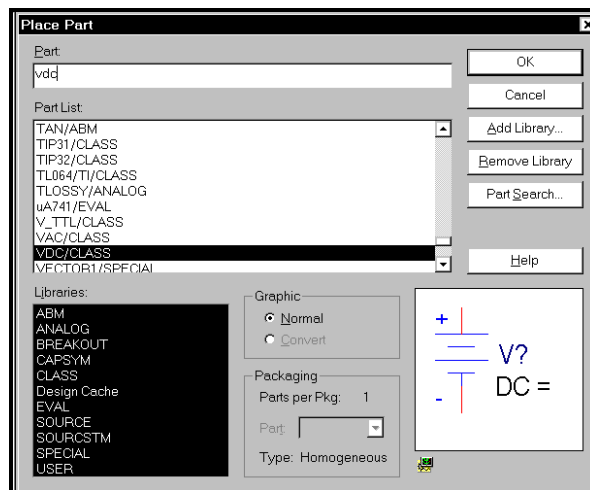 Place Part
Part:
vdc
Part List:
TAN/ABM
TIP31/CLASS
TIP32/CLASS
TL064/TI/CLASS
TLOSSY/ANALOG
uA741/EVAL
V_TTL/CLASS
VAC/CLASS
VDC/CLASS
VECTOR1/SPECIAL
OK
Cancel
Add Library...
Remove Library
Part Search...
Help
Libraries:
ABM
ANALOG
BREAKOUT
CAPSYM
CLASS
Design Cache
EVAL
SOURCE
SOURCSTM
SPECIAL
USER
Graphic
Normal
Convert
Packaging
Parts per Pkg: 1
Part:
Type: Homogeneous
+
V?
DC =
-